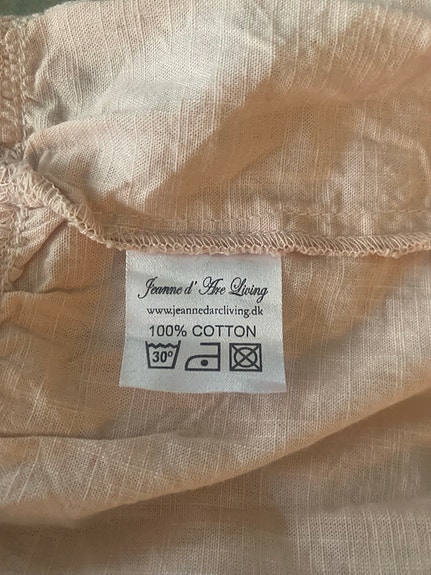 Jeanne d' Arc Living
www.jeannedarcliving.dk
100% COTTON
30°